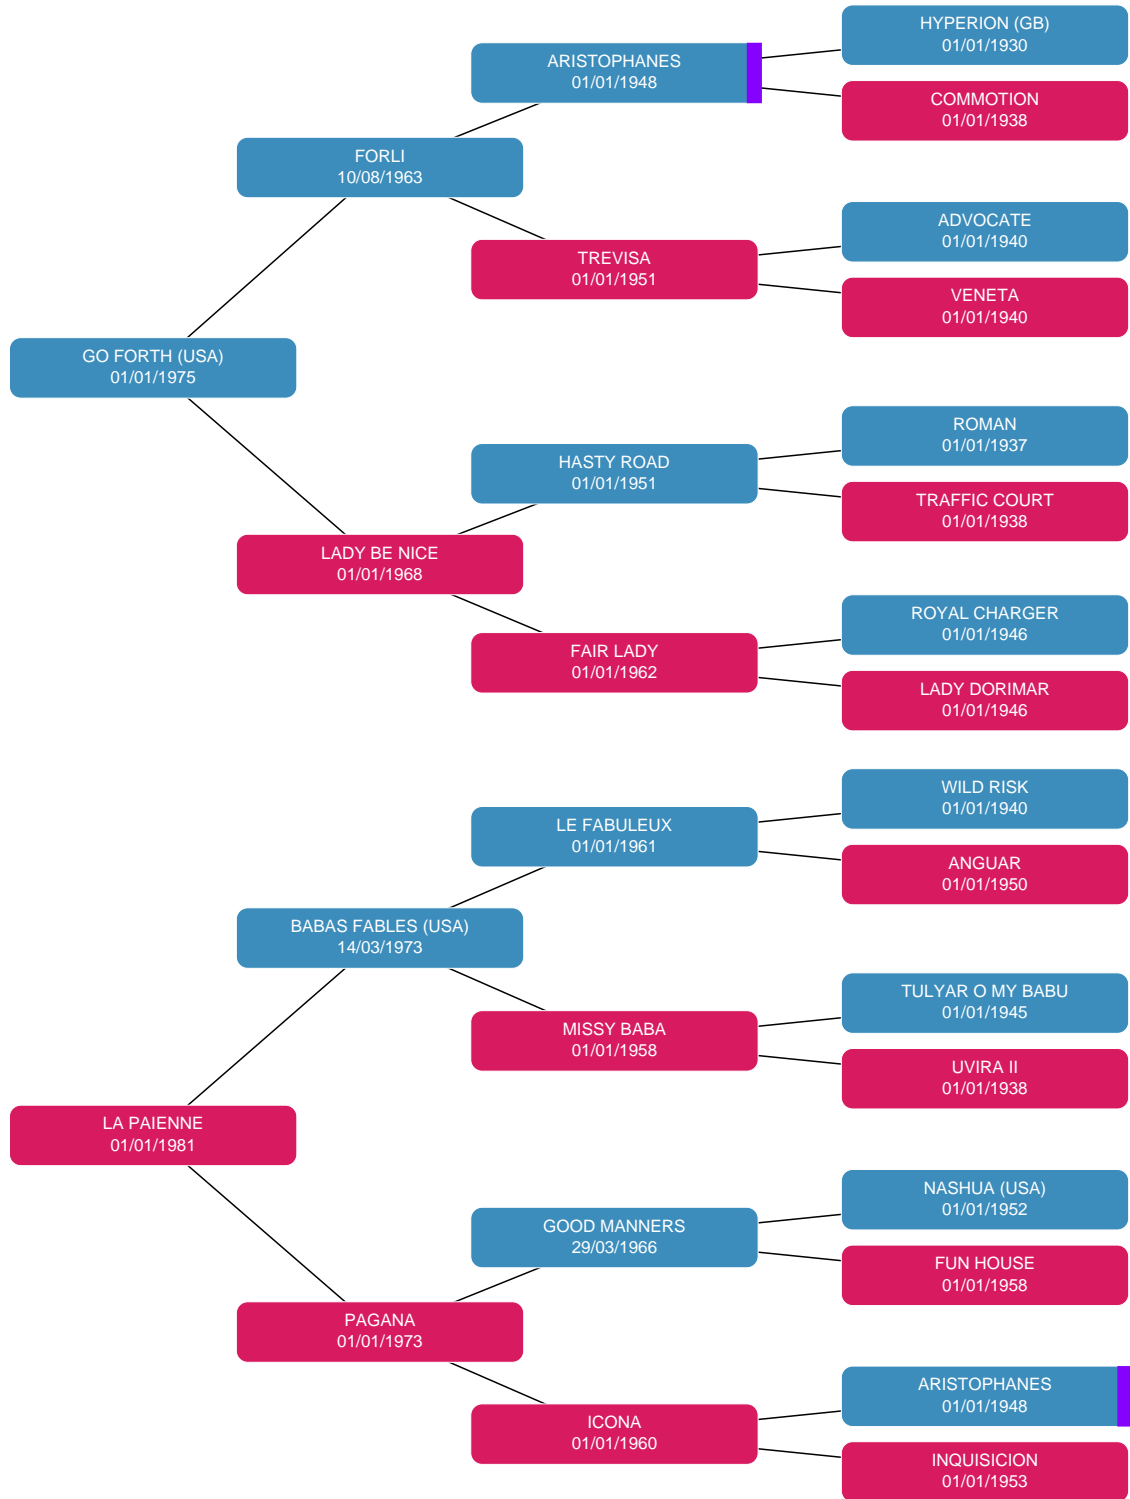 HYPERION (GB)
01/01/1930
ARISTOPHANES
01/01/1948
COMMOTION
01/01/1938
FORLI
10/08/1963
ADVOCATE
01/01/1940
TREVISA
01/01/1951
VENETA
01/01/1940
GO FORTH (USA)
01/01/1975
ROMAN
01/01/1937
HASTY ROAD
01/01/1951
TRAFFIC COURT
01/01/1938
LADY BE NICE
01/01/1968
ROYAL CHARGER
01/01/1946
FAIR LADY
01/01/1962
LADY DORIMAR
01/01/1946
WILD RISK
01/01/1940
LE FABULEUX
01/01/1961
ANGUAR
01/01/1950
BABAS FABLES (USA)
14/03/1973
TULYAR O MY BABU
01/01/1945
MISSY BABA
01/01/1958
UVIRA II
01/01/1938
LA PAIENNE
01/01/1981
NASHUA (USA)
01/01/1952
GOOD MANNERS
29/03/1966
FUN HOUSE
01/01/1958
PAGANA
01/01/1973
ARISTOPHANES
01/01/1948
ICONA
01/01/1960
INQUISICION
01/01/1953